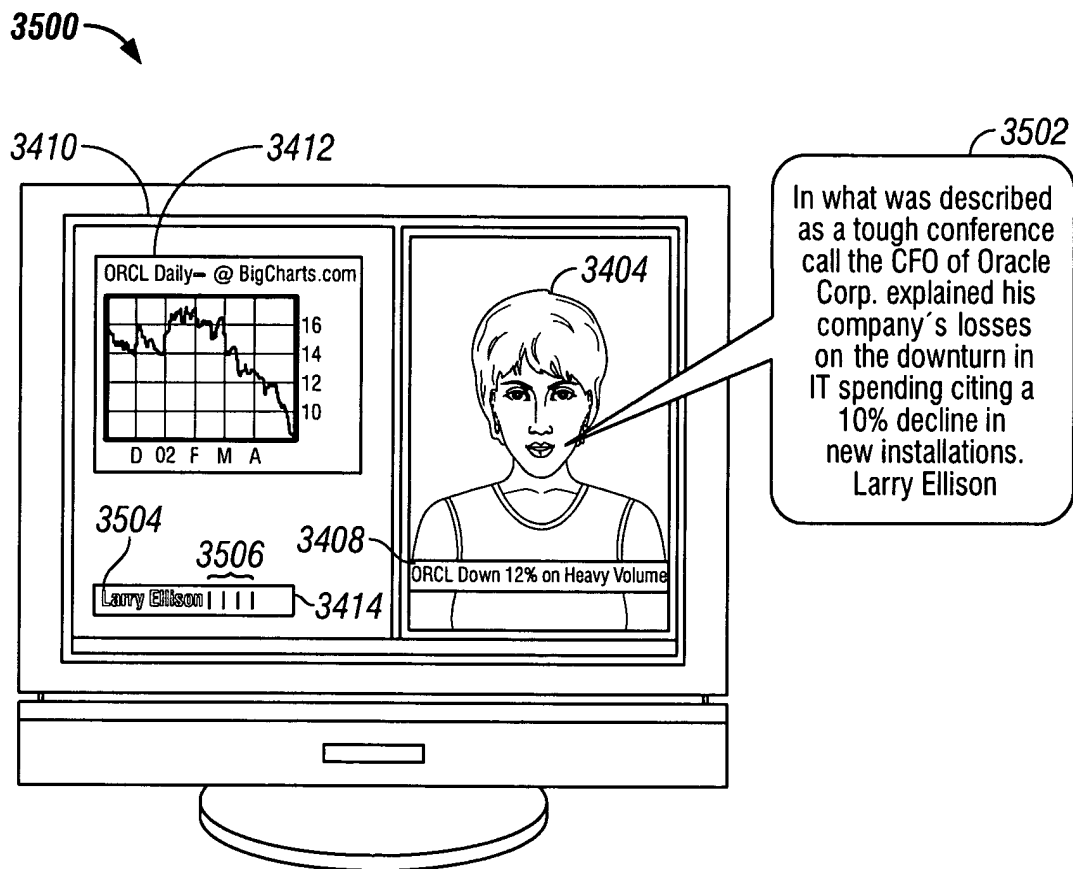 3500
3410
3412
3502
In what was described
as a tough conference
call the CFO of Oracle
Corp. explained his
company´s losses
on the downturn in
IT spending citing a
10% decline in
new installations.
Larry Ellison
ORCL Daily– @ BigCharts.com
16
14
12
10
D 02 F M A
3404
3504
3506
3408
ORCL Down 12% on Heavy Volume
Larry Ellison
3414